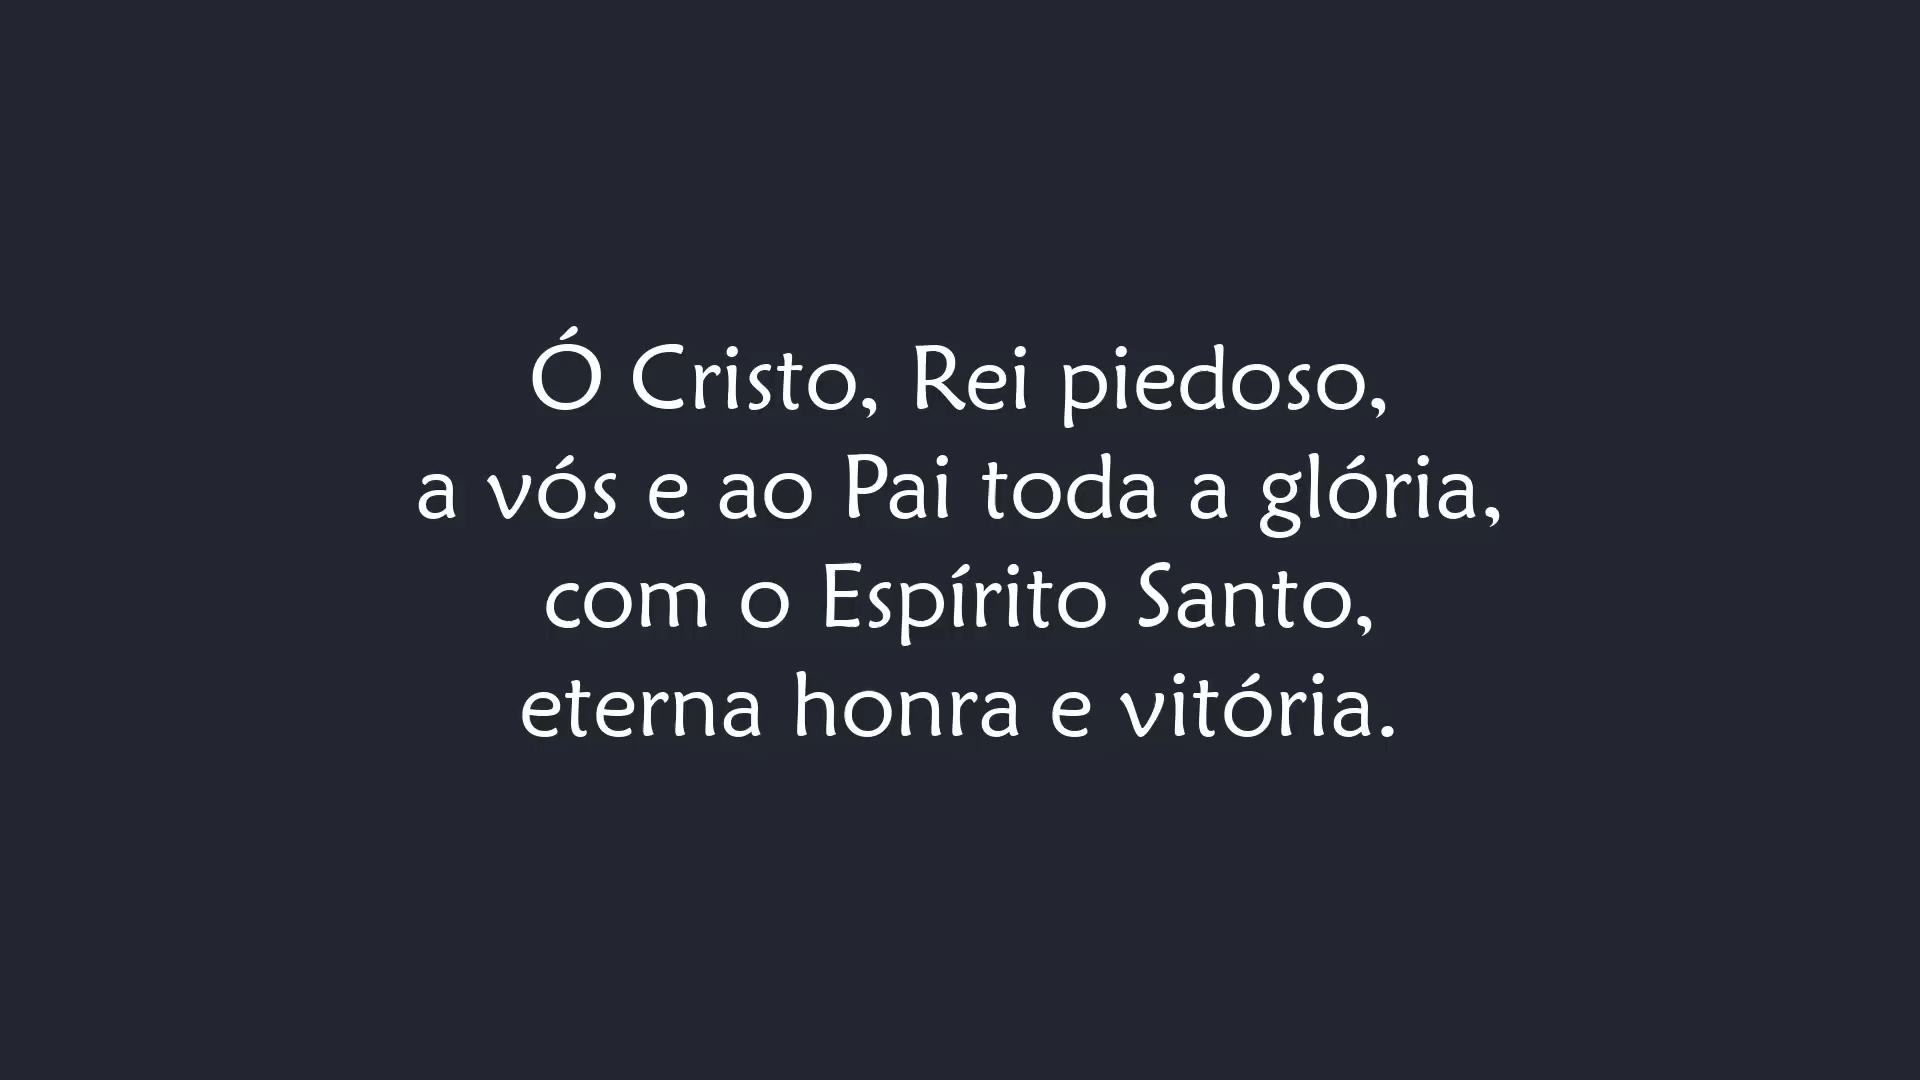 Ó Cristo, Rei piedoso,
a vós e ao Pai toda a glória,
com o Espírito Santo,
eterna honra e vitória.